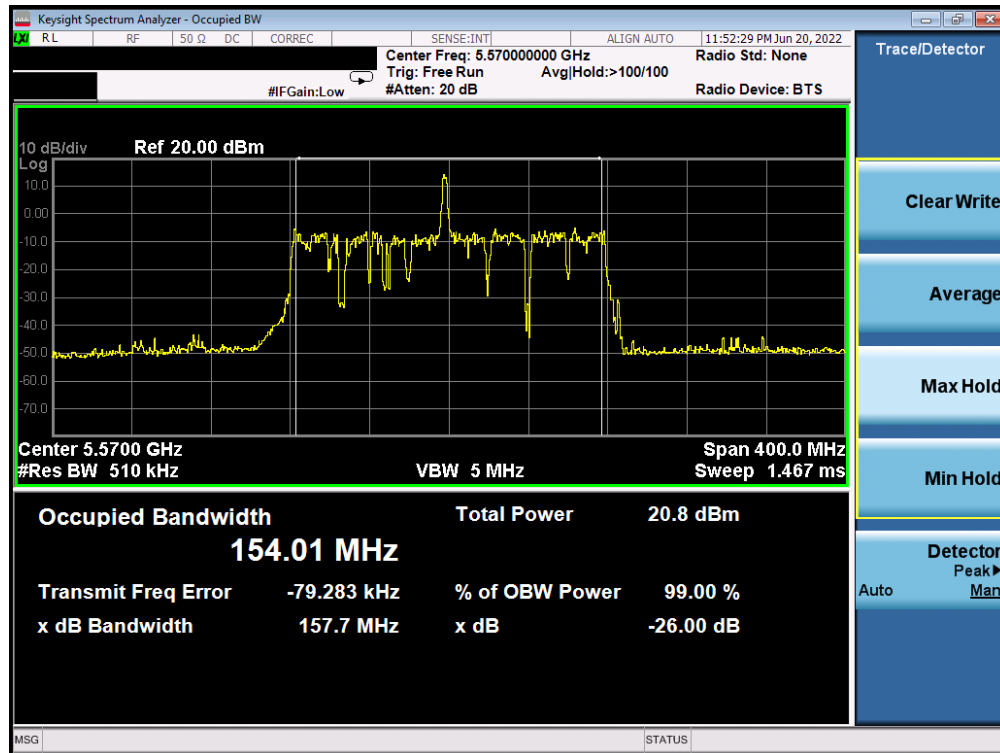 Keysight Spectrum Analyzer - Occupied BW
LXI RL RF 50 Ω DC CORREC SENSE:INT ALIGN AUTO 11:52:29 PM Jun 20, 2022
Center Freq: 5.570000000 GHz Radio Std: None
Trig: Free Run Avg|Hold:>100/100
#IFGain:Low #Atten: 20 dB Radio Device: BTS
10 dB/div Ref 20.00 dBm
Log
10.0
0.00
-10.0
-20.0
-30.0
-40.0
-50.0
-60.0
-70.0
Center 5.5700 GHz Span 400.0 MHz
#Res BW 510 kHz VBW 5 MHz Sweep 1.467 ms
Occupied Bandwidth Total Power 20.8 dBm
154.01 MHz
Transmit Freq Error -79.283 kHz % of OBW Power 99.00 %
x dB Bandwidth 157.7 MHz x dB -26.00 dB
MSG STATUS
Trace/Detector
Clear Write
Average
Max Hold
Min Hold
Detector
Peak▶
Auto Man